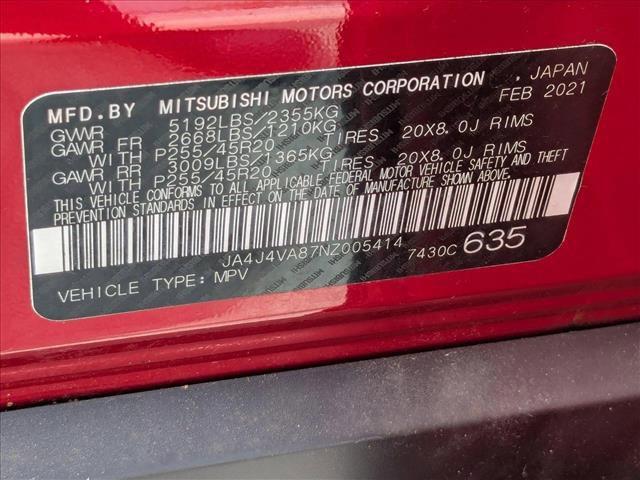 MFD.BY MITSUBISHI MOTORS CORPORATION , JAPAN
FEB 2021
GVWR 5192LBS/2355KG
GAWR FR 2668LBS/1210KG
WITH P255/45R20 TIRES 20X8.0J RIMS
GAWR RR 3009LBS/1365KG
WITH P255/45R20 TIRES 20X8.0J RIMS
THIS VEHICLE CONFORMS TO ALL APPLICABLE FEDERAL MOTOR VEHICLE SAFETY AND THEFT
PREVENTION STANDARDS IN EFFECT ON THE DATE OF MANUFACTURE SHOWN ABOVE.
JA4J4VA87NZ005414 7430C 635
VEHICLE TYPE: MPV